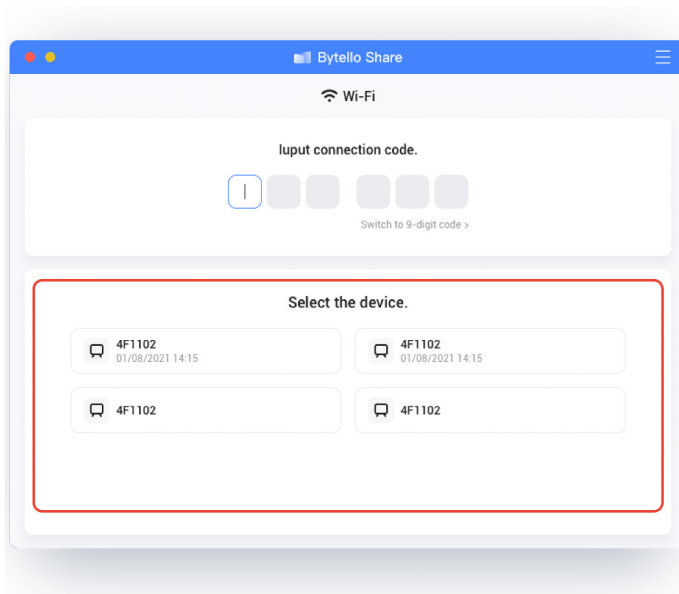 Bytello Share
Wi-Fi
Iuput connection code.
Switch to 9-digit code >
Select the device.
4F1102
01/08/2021 14:15
4F1102
01/08/2021 14:15
4F1102
4F1102